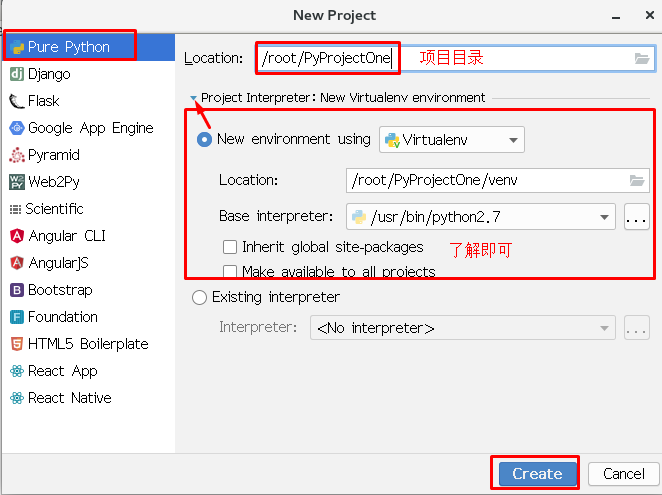 New Project
Pure Python
Django
Flask
Google App Engine
Pyramid
Web2Py
Scientific
Angular CLI
AngularJS
Bootstrap
Foundation
HTML5 Boilerplate
React App
React Native
Location: /root/PyProjectOne 项目目录
Project Interpreter: New Virtualenv environment
New environment using Virtualenv
Location: /root/PyProjectOne/venv
Base interpreter: /usr/bin/python2.7 ...
Inherit global site-packages 了解即可
Make available to all projects
Existing interpreter
Interpreter: <No interpreter> ...
Create Cancel